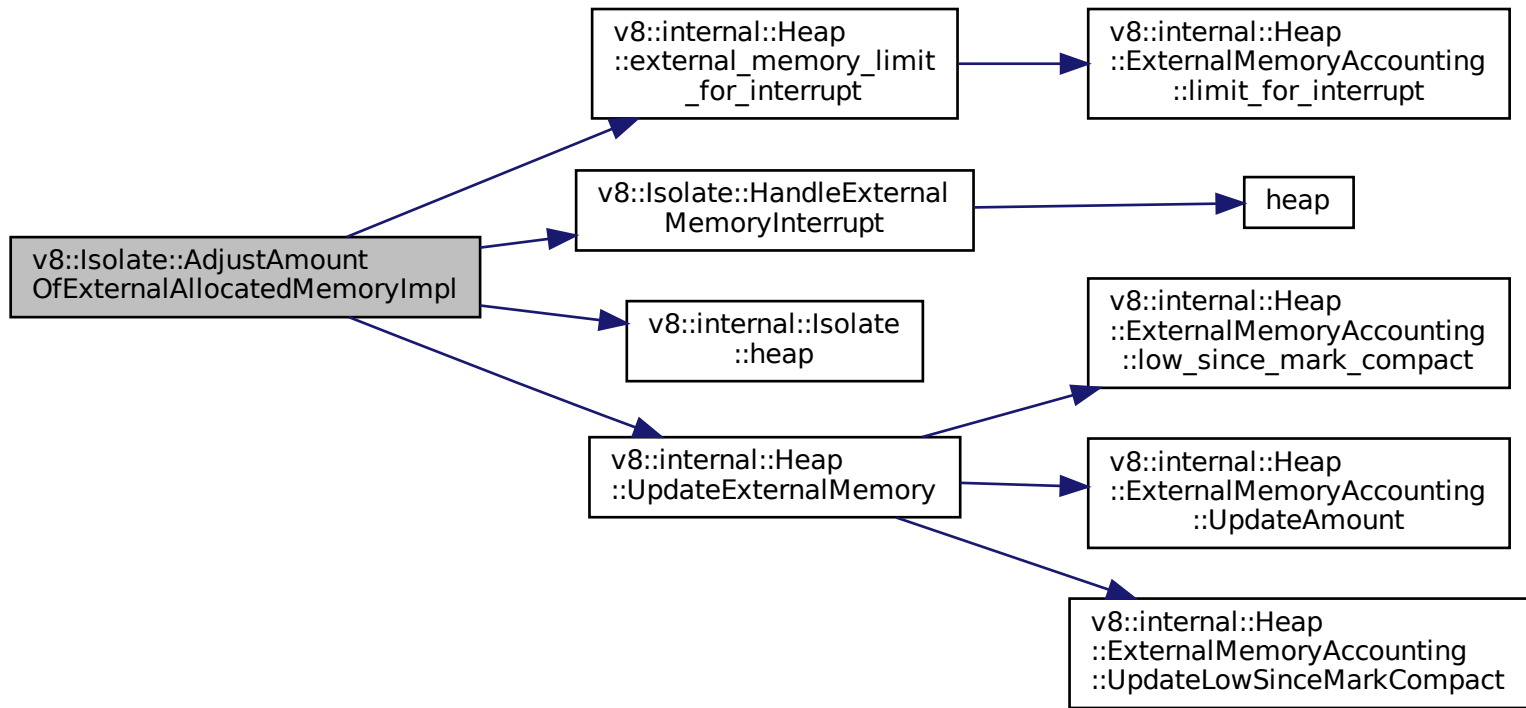 v8::Isolate::AdjustAmount
OfExternalAllocatedMemoryImpl
v8::internal::Heap
::external_memory_limit
_for_interrupt
v8::internal::Heap
::ExternalMemoryAccounting
::limit_for_interrupt
v8::Isolate::HandleExternal
MemoryInterrupt
heap
v8::internal::Isolate
::heap
v8::internal::Heap
::UpdateExternalMemory
v8::internal::Heap
::ExternalMemoryAccounting
::low_since_mark_compact
v8::internal::Heap
::ExternalMemoryAccounting
::UpdateAmount
v8::internal::Heap
::ExternalMemoryAccounting
::UpdateLowSinceMarkCompact